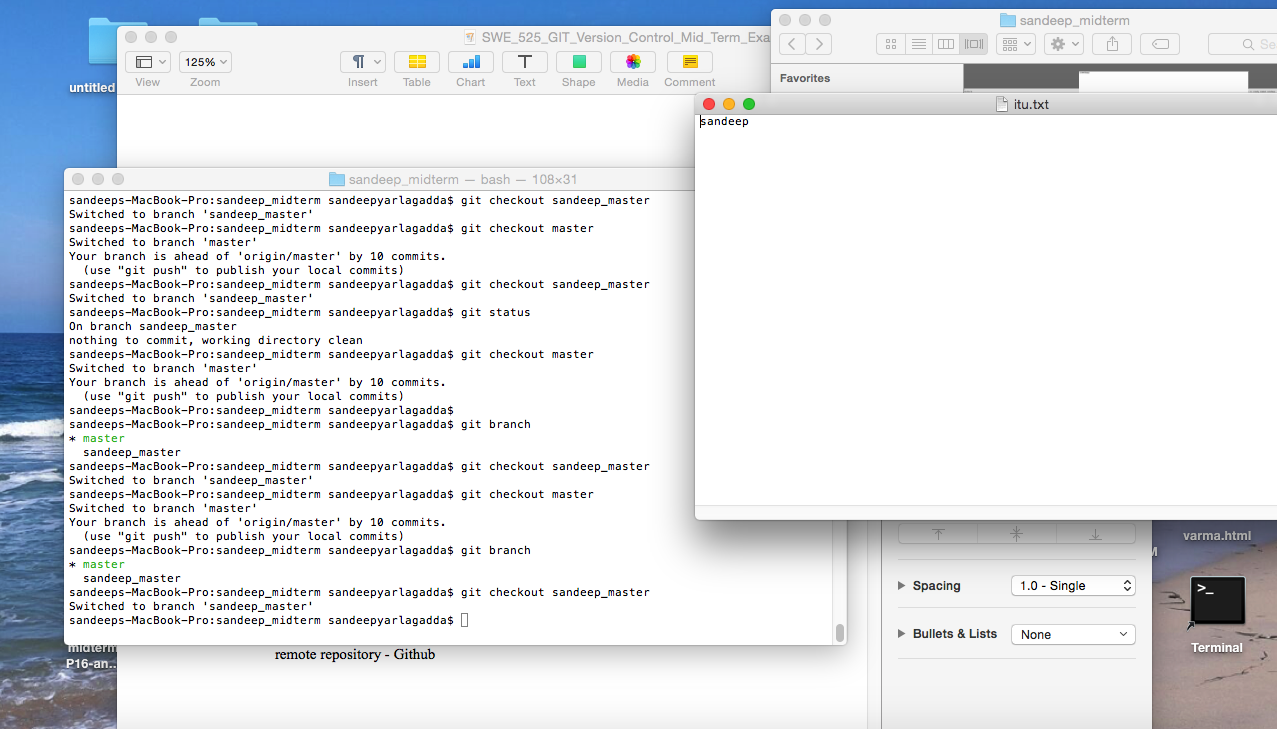 untitled
SWE_525_GIT_Version_Control_Mid_Term_Exa
125%
View
Zoom
Insert
Table
Chart
Text
Shape
Media
Comment
sandeep_midterm
Favorites
itu.txt
sandeep
sandeep_midterm — bash — 108×31
sandeeps-MacBook-Pro:sandeep_midterm sandeepyarlagadda$ git checkout sandeep_master
Switched to branch 'sandeep_master'
sandeeps-MacBook-Pro:sandeep_midterm sandeepyarlagadda$ git checkout master
Switched to branch 'master'
Your branch is ahead of 'origin/master' by 10 commits.
  (use "git push" to publish your local commits)
sandeeps-MacBook-Pro:sandeep_midterm sandeepyarlagadda$ git checkout sandeep_master
Switched to branch 'sandeep_master'
sandeeps-MacBook-Pro:sandeep_midterm sandeepyarlagadda$ git status
On branch sandeep_master
nothing to commit, working directory clean
sandeeps-MacBook-Pro:sandeep_midterm sandeepyarlagadda$ git checkout master
Switched to branch 'master'
Your branch is ahead of 'origin/master' by 10 commits.
  (use "git push" to publish your local commits)
sandeeps-MacBook-Pro:sandeep_midterm sandeepyarlagadda$
sandeeps-MacBook-Pro:sandeep_midterm sandeepyarlagadda$ git branch
* master
  sandeep_master
sandeeps-MacBook-Pro:sandeep_midterm sandeepyarlagadda$ git checkout sandeep_master
Switched to branch 'sandeep_master'
sandeeps-MacBook-Pro:sandeep_midterm sandeepyarlagadda$ git checkout master
Switched to branch 'master'
Your branch is ahead of 'origin/master' by 10 commits.
  (use "git push" to publish your local commits)
sandeeps-MacBook-Pro:sandeep_midterm sandeepyarlagadda$ git branch
* master
  sandeep_master
sandeeps-MacBook-Pro:sandeep_midterm sandeepyarlagadda$ git checkout sandeep_master
Switched to branch 'sandeep_master'
sandeeps-MacBook-Pro:sandeep_midterm sandeepyarlagadda$
midterm
P16-an...
remote repository - Github
Spacing
1.0 - Single
Bullets & Lists
None
varma.html
M
Terminal